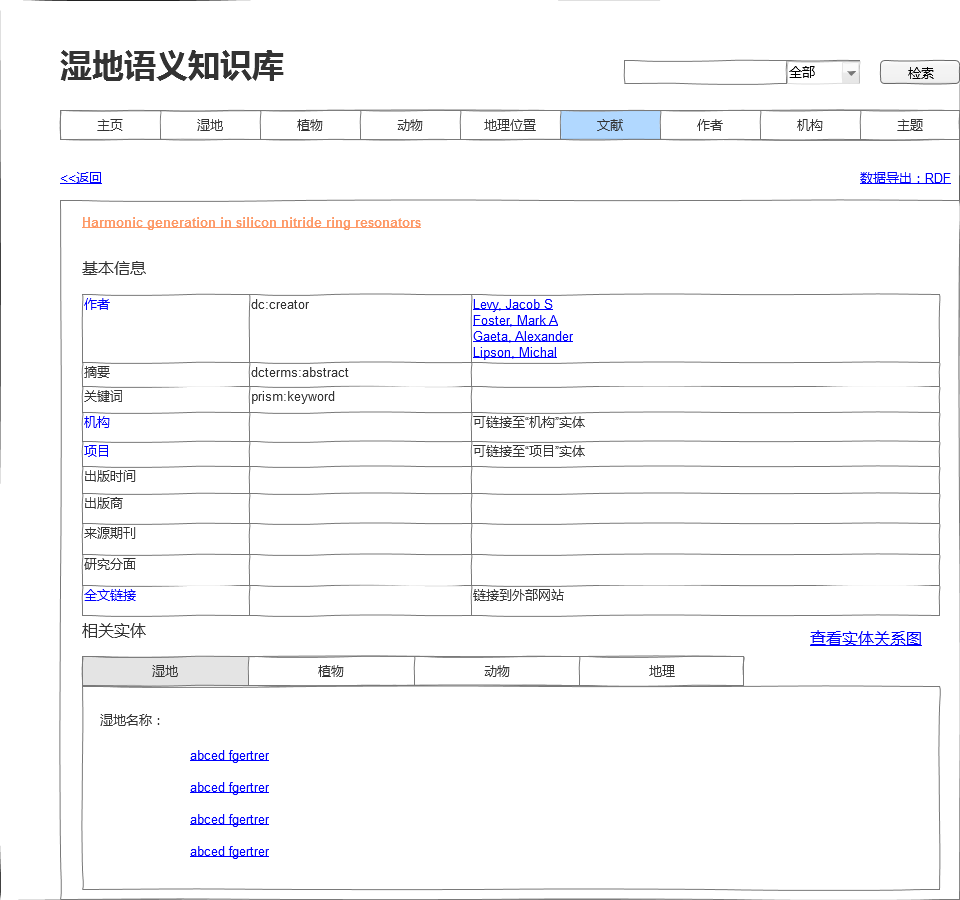 湿地语义知识库
全部 检索
主页 湿地 植物 动物 地理位置 文献 作者 机构 主题
<<返回 数据导出：RDF
Harmonic generation in silicon nitride ring resonators
基本信息
作者 dc:creator Levy, Jacob S
Foster, Mark A
Gaeta, Alexander
Lipson, Michal
摘要 dcterms:abstract
关键词 prism:keyword
机构 可链接至“机构”实体
项目 可链接至“项目”实体
出版时间
出版商
来源期刊
研究分面
全文链接 链接到外部网站
相关实体
查看实体关系图
湿地 植物 动物 地理
湿地名称：
abced fgertrer
abced fgertrer
abced fgertrer
abced fgertrer